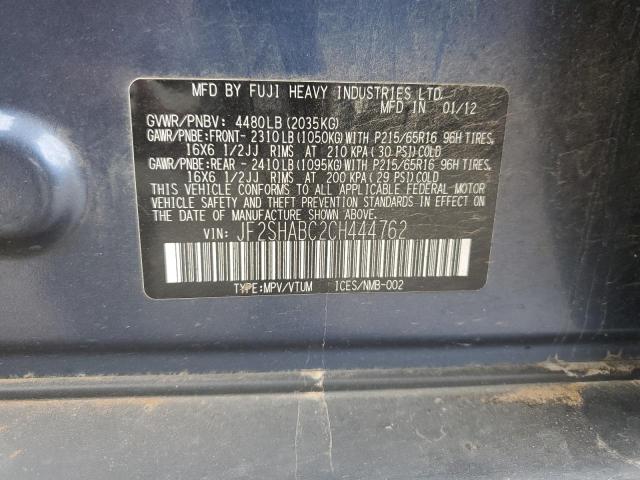 MFD BY FUJI HEAVY INDUSTRIES LTD.
MFD IN 01/12
GVWR/PNBV: 4480LB (2035KG)
GAWR/PNBE:FRONT- 2310LB (1050KG) WITH P215/65R16 96H TIRES,
16X6 1/2JJ RIMS AT 210 KPA (30 PSI) COLD
GAWR/PNBE:REAR - 2410LB (1095KG) WITH P215/65R16 96H TIRES,
16X6 1/2JJ RIMS AT 200 KPA (29 PSI) COLD
THIS VEHICLE CONFORMS TO ALL APPLICABLE FEDERAL MOTOR
VEHICLE SAFETY AND THEFT PREVENTION STANDARDS IN EFFECT ON
THE DATE OF MANUFACTURE SHOWN ABOVE.
VIN: JF2SHABC2CH444762
TYPE:MPV/VTUM ICES/NMB-002